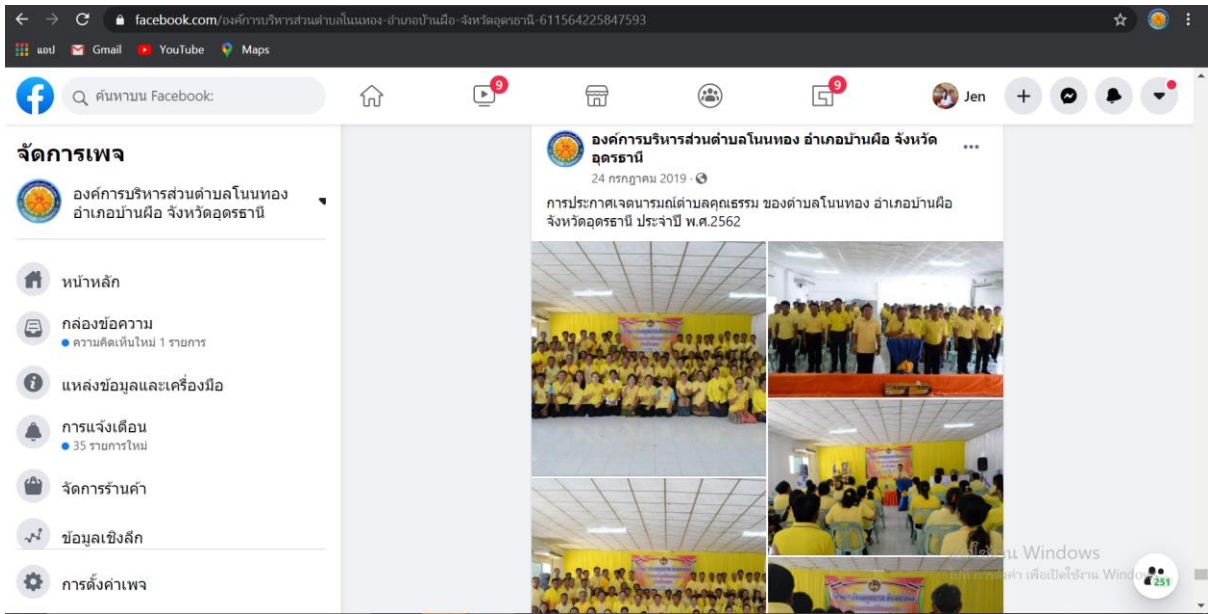 facebook.com/องค์การบริหารส่วนตำบลโนนทอง-อำเภอบ้านผือ-จังหวัดอุดรธานี-611564225847593
แอป Gmail YouTube Maps
ค้นหาบน Facebook:
9
9
Jen
จัดการเพจ
องค์การบริหารส่วนตำบลโนนทอง
อำเภอบ้านผือ จังหวัดอุดรธานี
หน้าหลัก
กล่องข้อความ
ความคิดเห็นใหม่ 1 รายการ
แหล่งข้อมูลและเครื่องมือ
การแจ้งเตือน
35 รายการใหม่
จัดการร้านค้า
ข้อมูลเชิงลึก
การตั้งค่าเพจ
องค์การบริหารส่วนตำบลโนนทอง อำเภอบ้านผือ จังหวัด
อุดรธานี
24 กรกฎาคม 2019
การประกาศเจตนารมณ์ตำบลคุณธรรม ของตำบลโนนทอง อำเภอบ้านผือ
จังหวัดอุดรธานี ประจำปี พ.ศ.2562
Windows
เพื่อเปิดใช้งาน
251